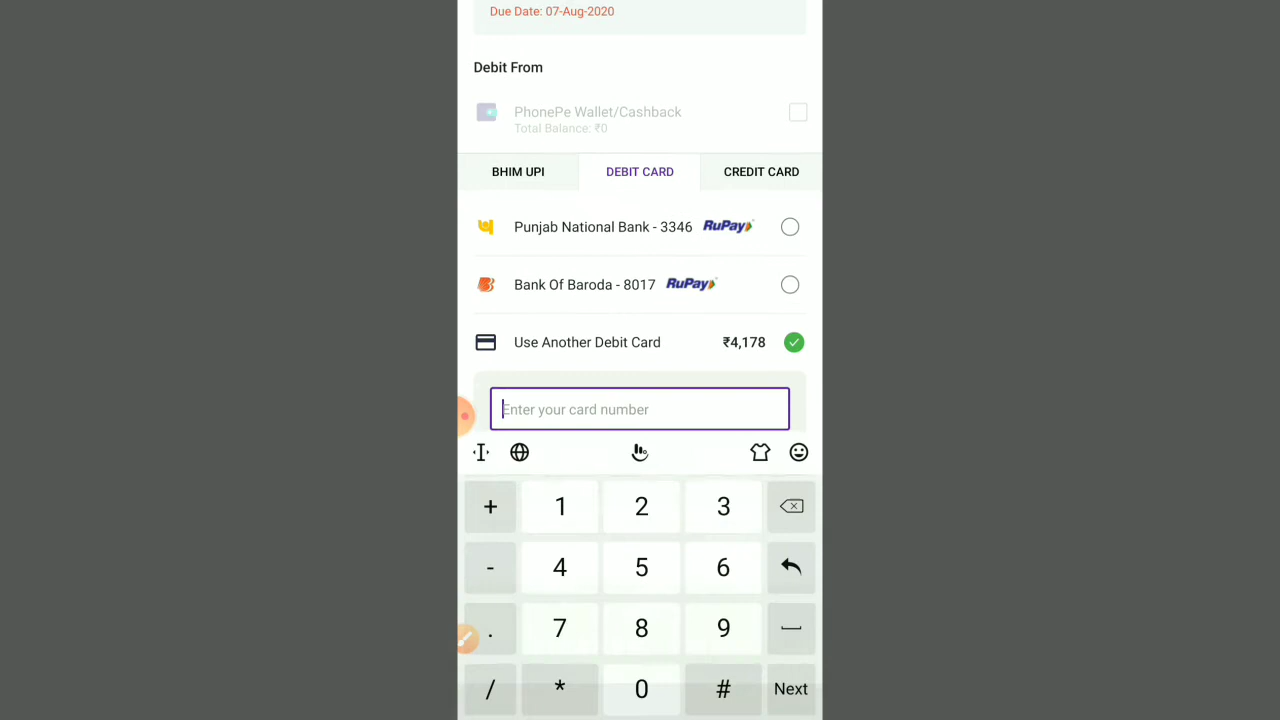 Due Date: 07-Aug-2020
Debit From
PhonePe Wallet/Cashback
Total Balance: ₹0
BHIM UPI DEBIT CARD CREDIT CARD
Punjab National Bank - 3346 RuPay
Bank Of Baroda - 8017 RuPay
Use Another Debit Card ₹4,178
Enter your card number
+ 1 2 3
- 4 5 6
. 7 8 9
/ * 0 # Next